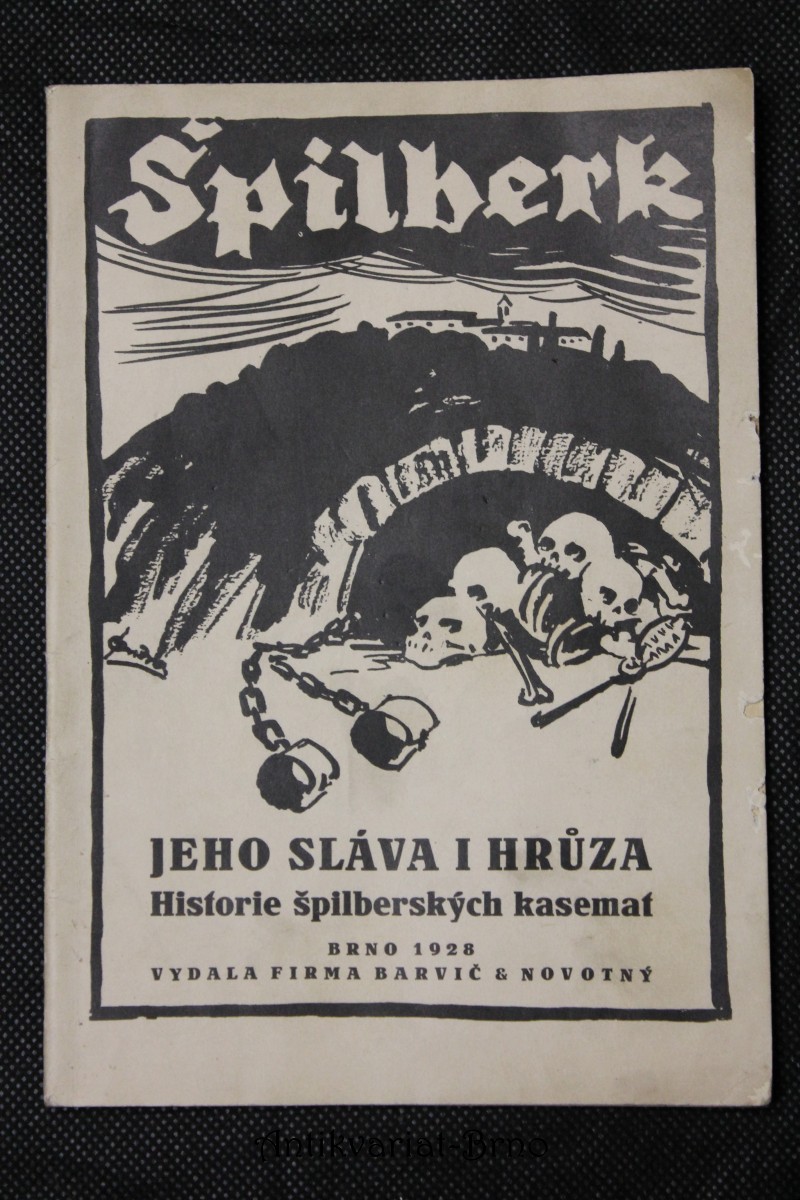 Špilberk
JEHO SLÁVA I HRŮZA
Historie špilberských kasemat
BRNO 1928
VYDALA FIRMA BARVIČ & NOVOTNÝ
Antikvariat-Brno